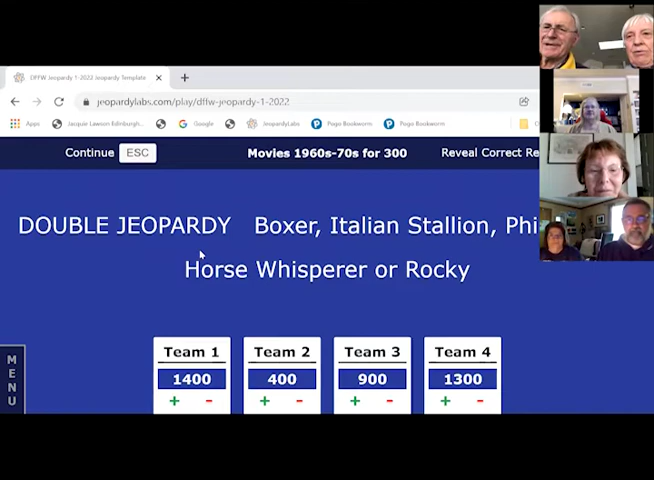 DFFW Jeopardy 1-2022 Jeopardy Template
jeopardylabs.com/play/dffw-jeopardy-1-2022
Apps Jacquie Lawson Edinburgh... Google JeopardyLabs Pogo Bookworm Pogo Bookworm
Continue ESC Movies 1960s-70s for 300 Reveal Correct Re
DOUBLE JEOPARDY Boxer, Italian Stallion, Phi
Horse Whisperer or Rocky
MENU
Team 1 Team 2 Team 3 Team 4
1400 400 900 1300
+ - + - + - + -